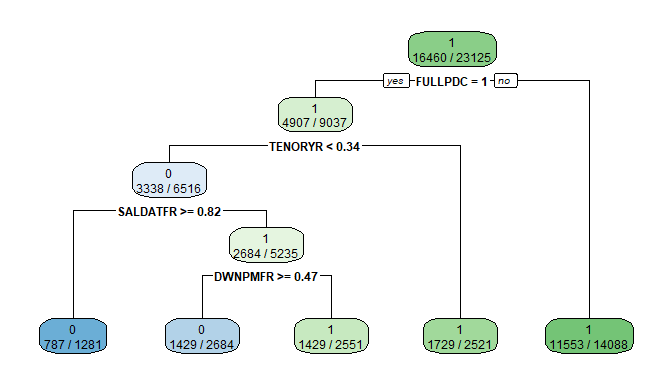 1
16460 / 23125
yes FULLPDC = 1 no
1
4907 / 9037
TENORYR < 0.34
0
3338 / 6516
SALDATFR >= 0.82
1
2684 / 5235
DWNPMFR >= 0.47
0
787 / 1281
0
1429 / 2684
1
1429 / 2551
1
1729 / 2521
1
11553 / 14088